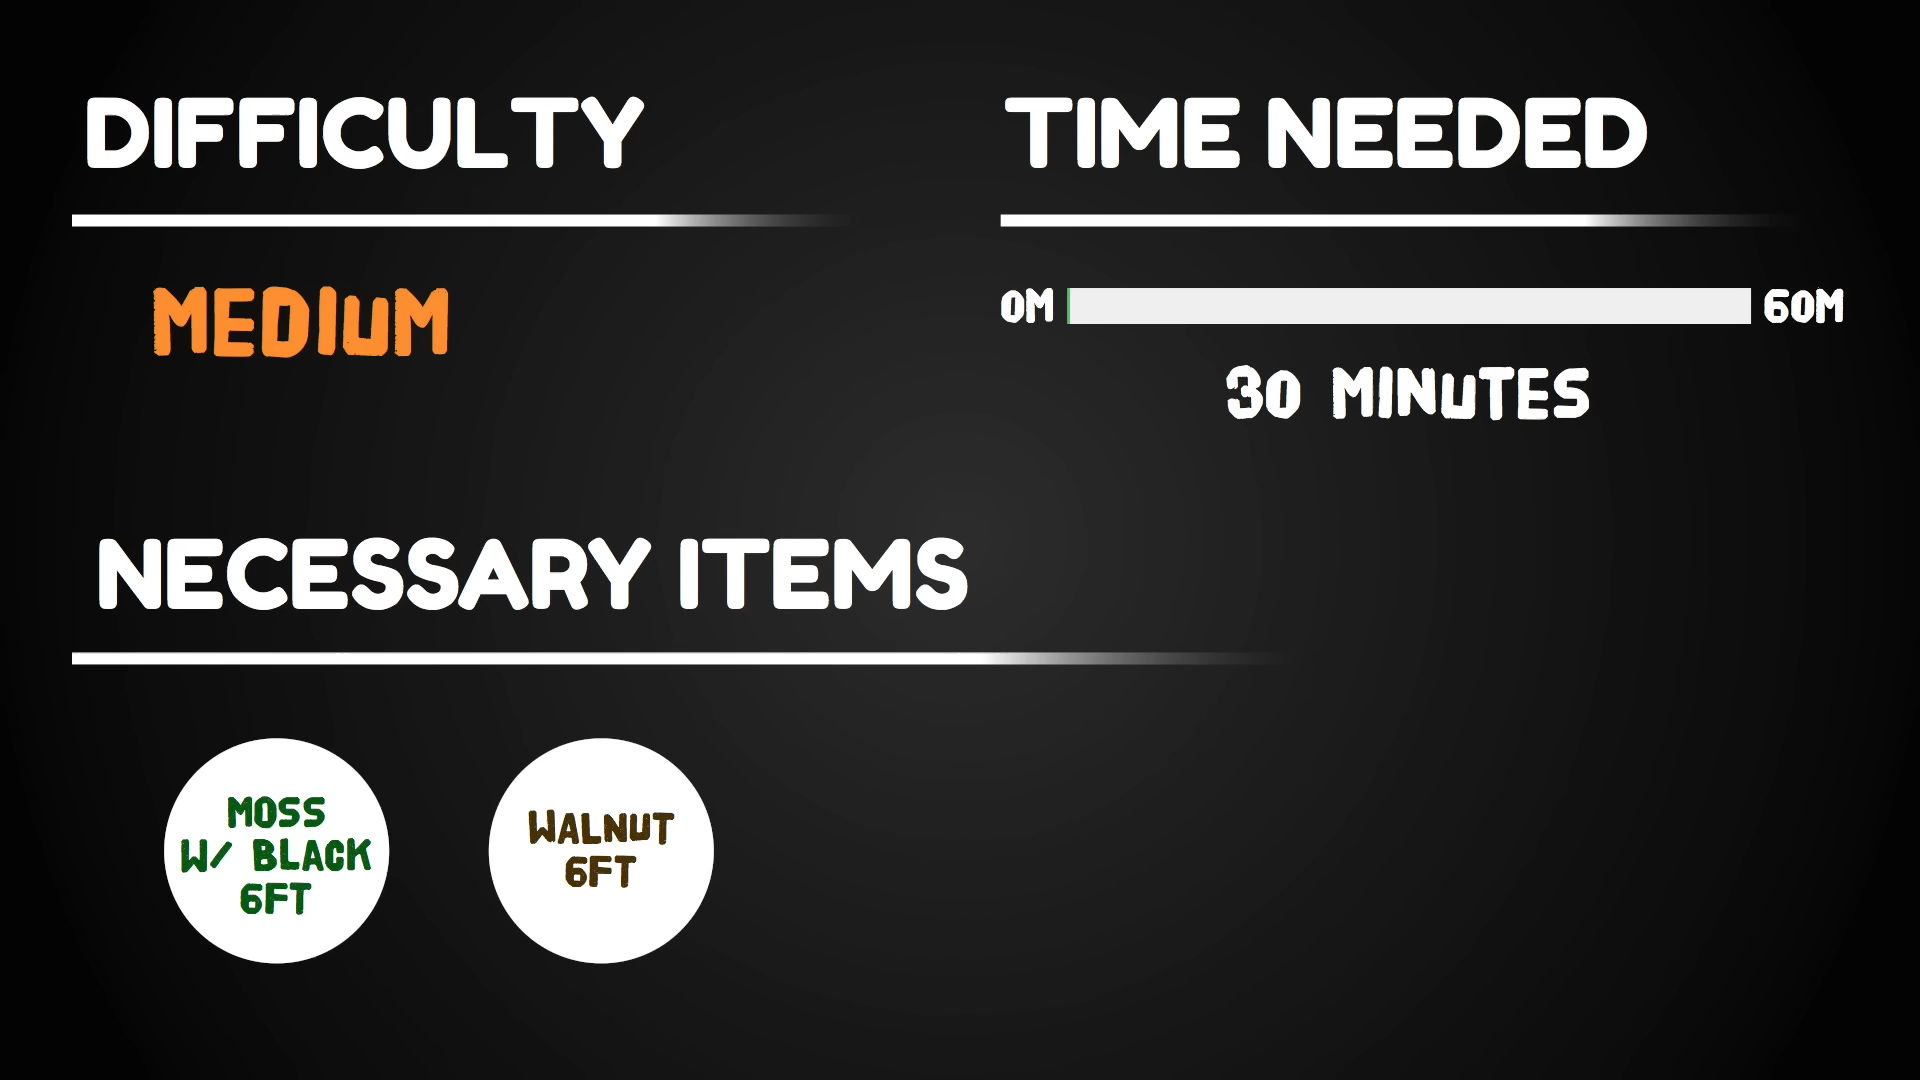 DIFFICULTY
MEDIUM
TIME NEEDED
0M 60M
30 MINUTES
NECESSARY ITEMS
MOSS
W/ BLACK
6FT
WALNUT
6FT